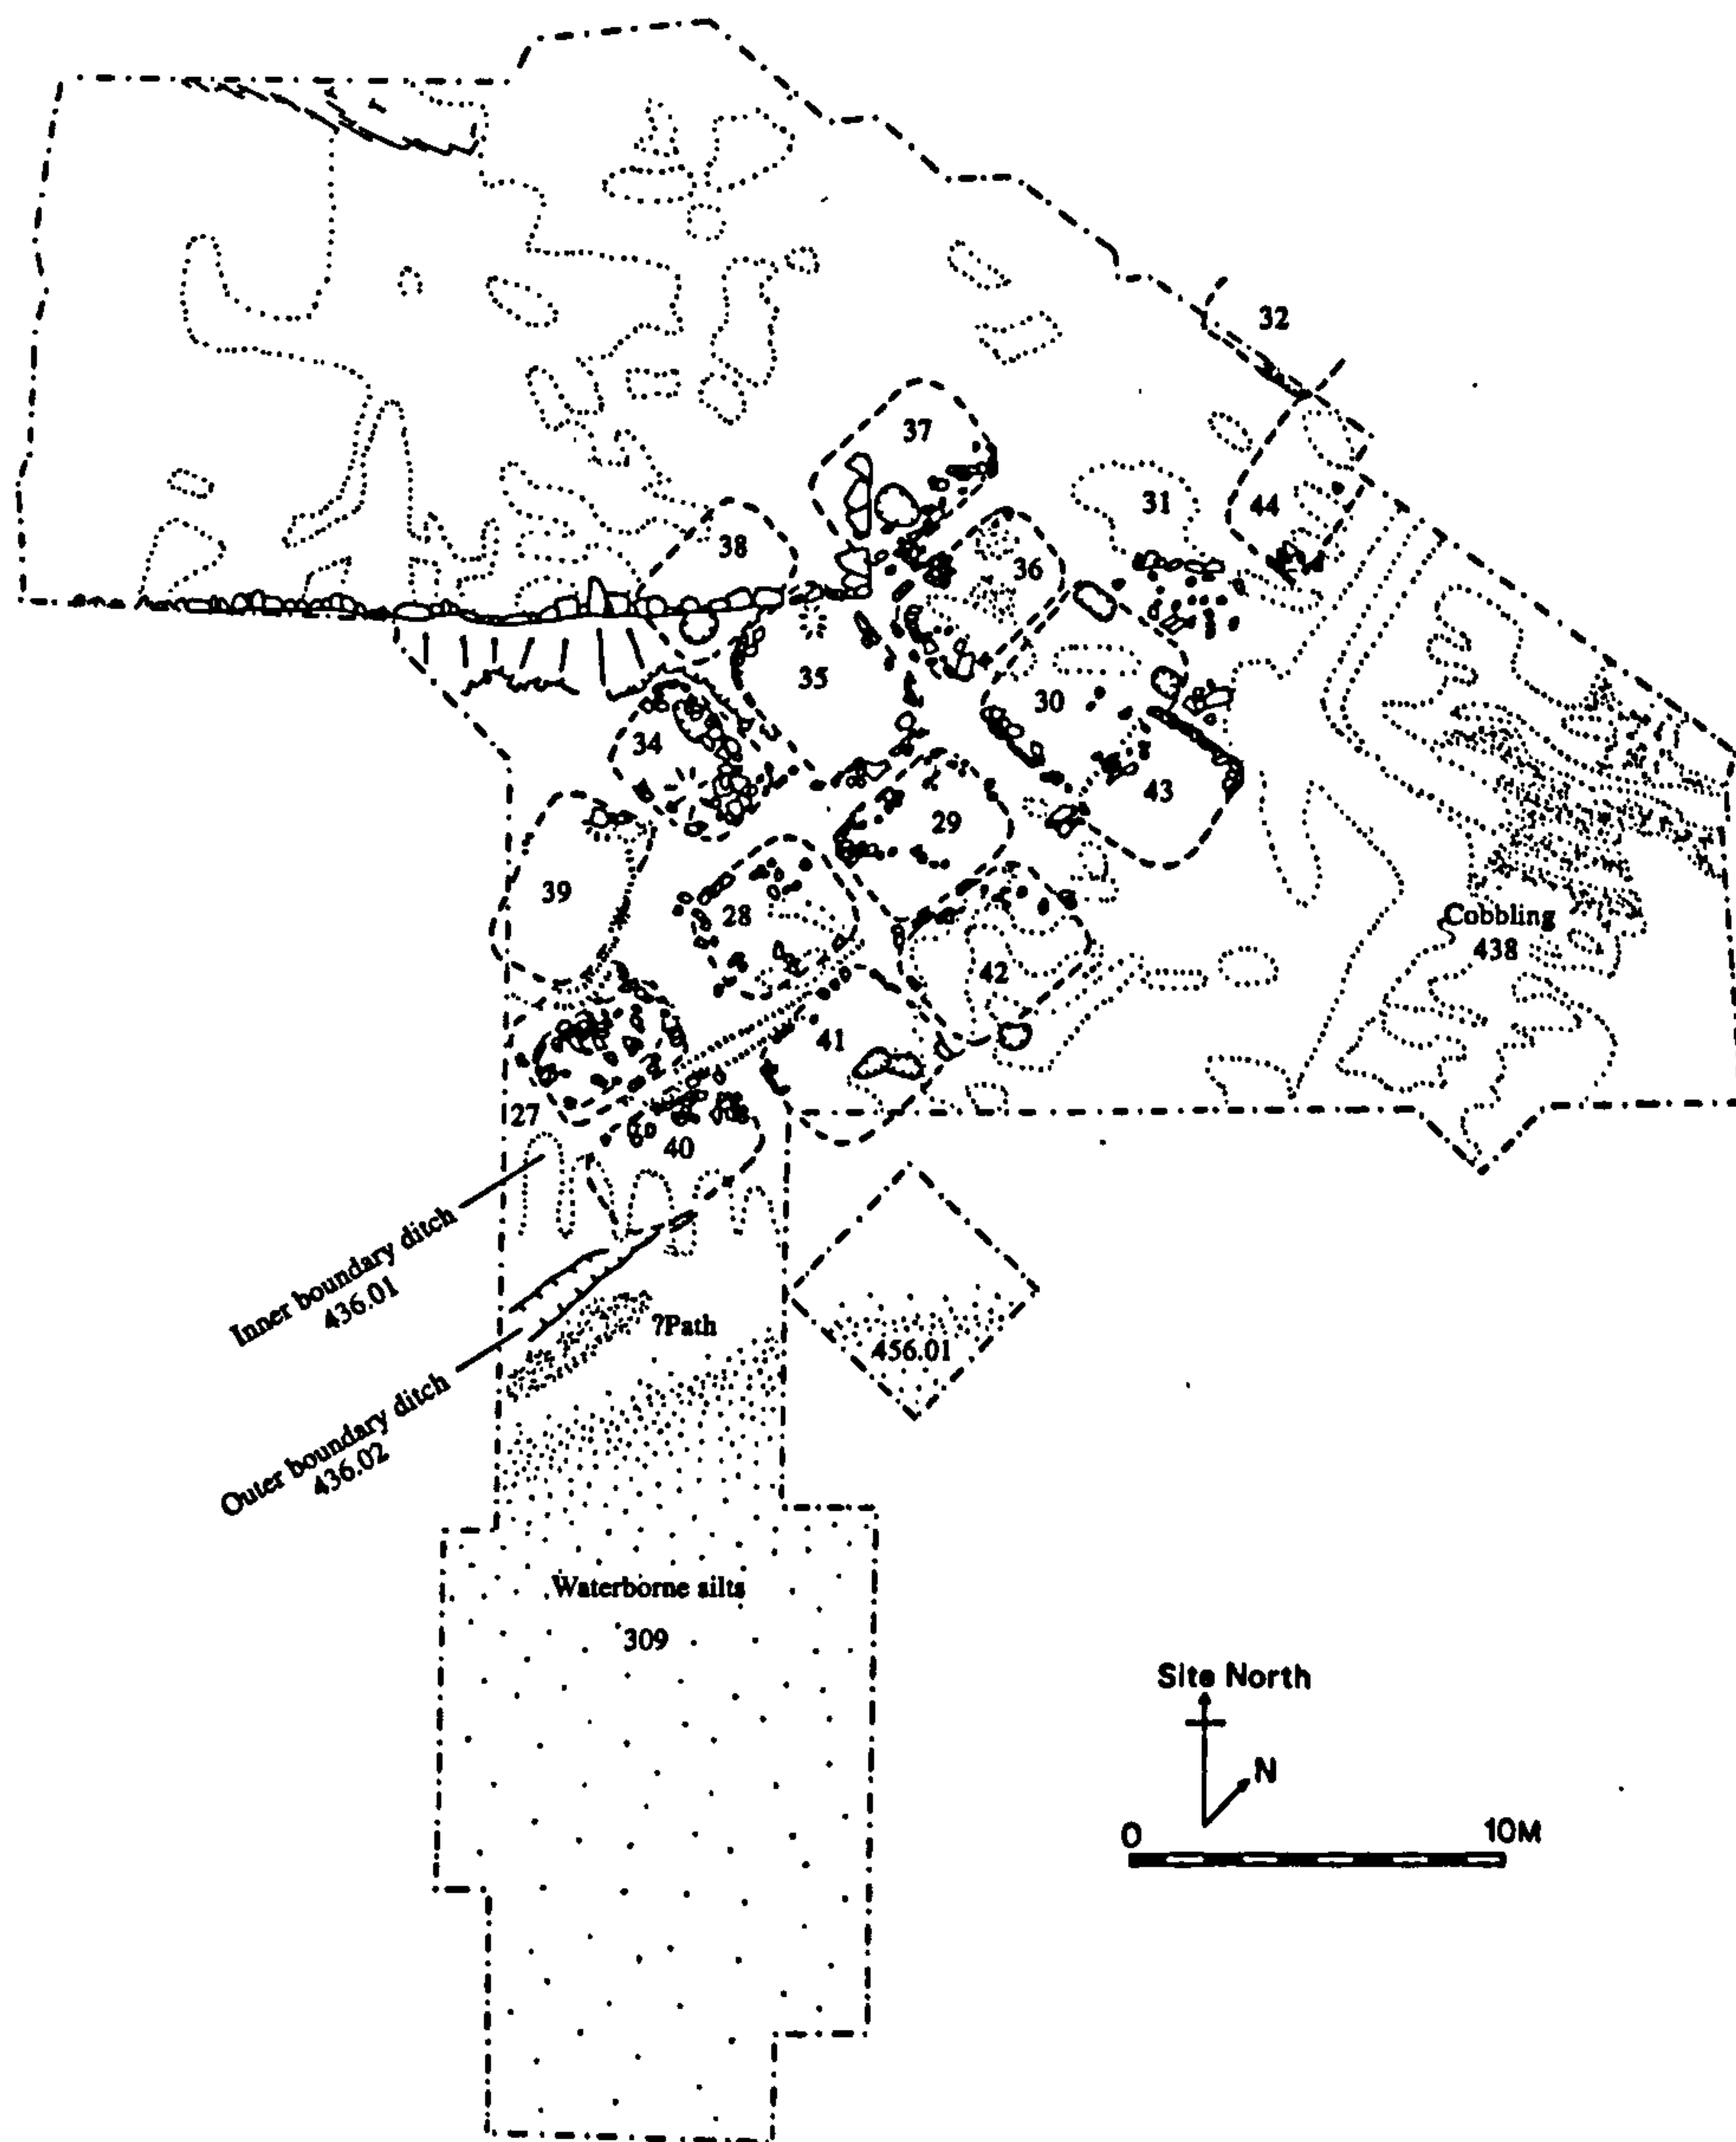 32
37
31
44
38
36
35
30
34
43
29
39
28
Cobbling
438
42
41
27
40
Inner boundary ditch
436.01
?Path
456.01
Outer boundary ditch
436.02
Waterborne silts
309
Site North
N
0 10M